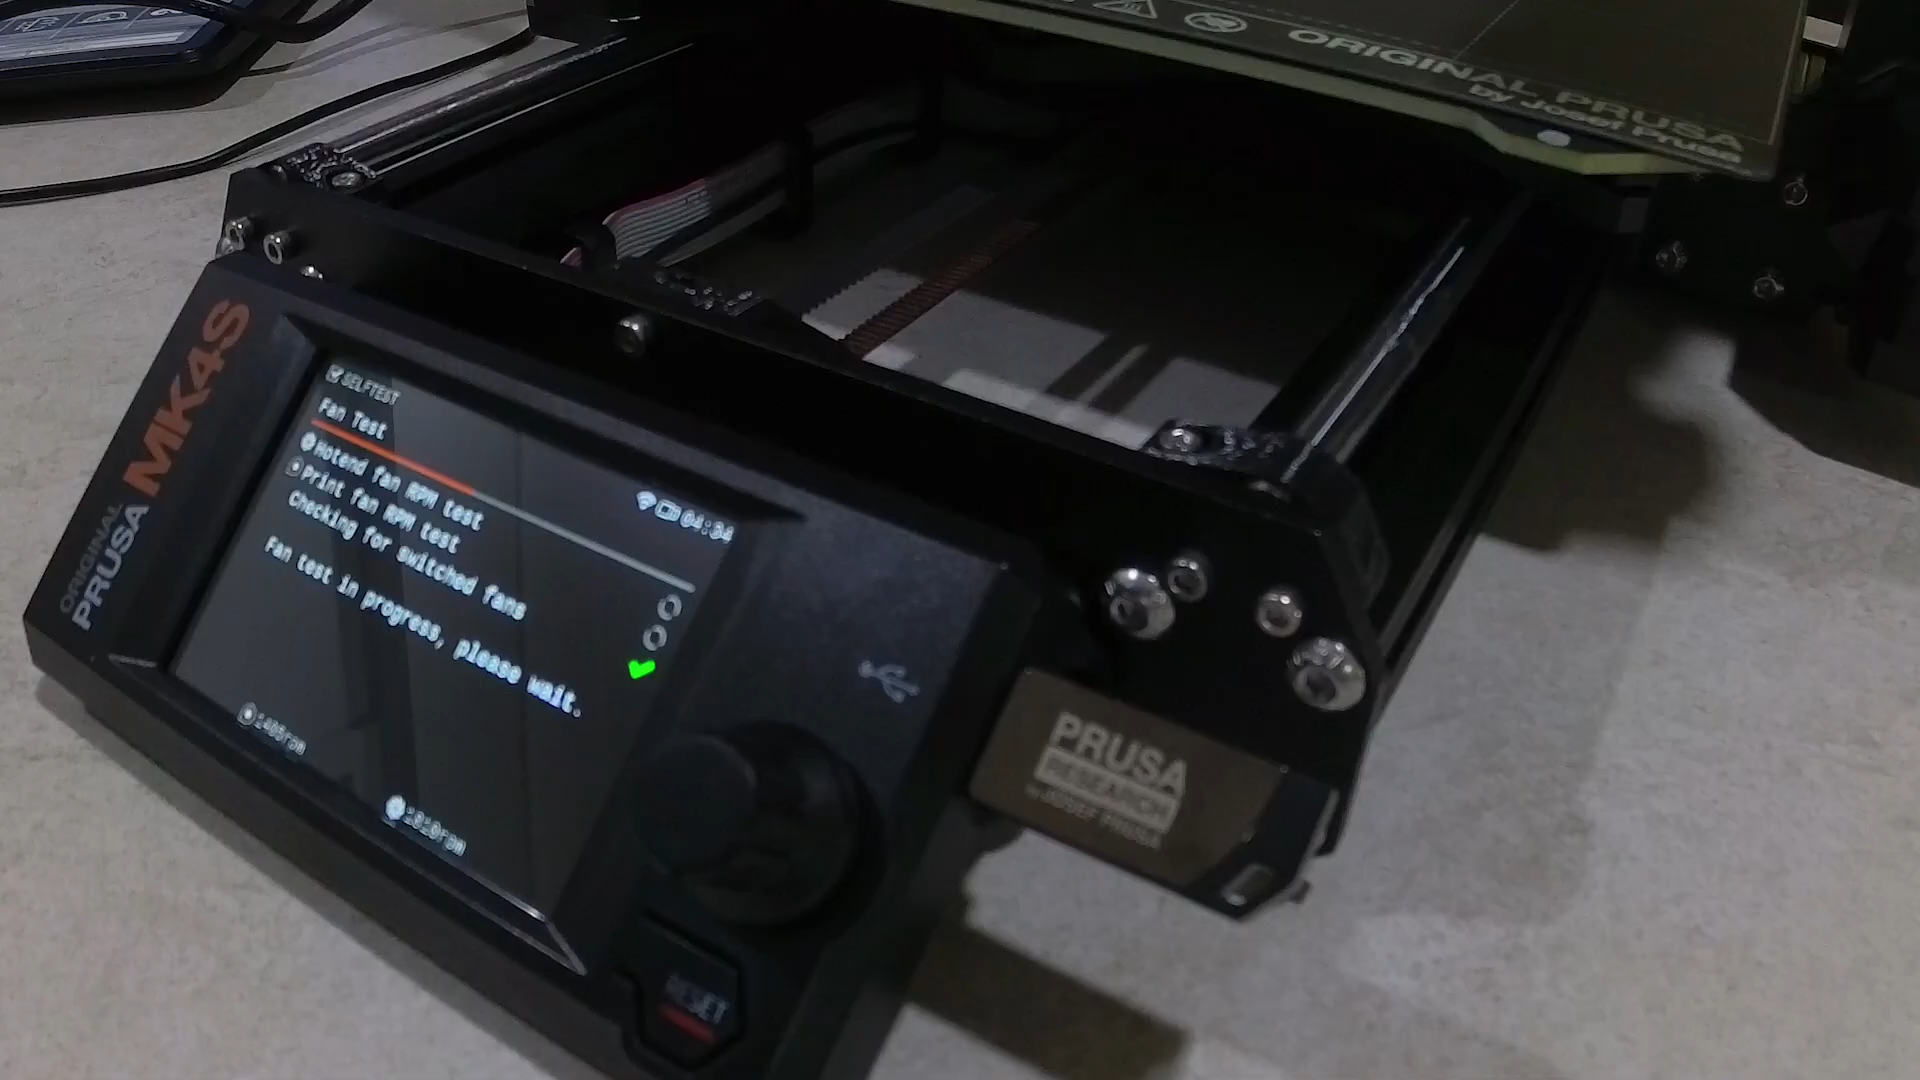 ORIGINAL PRUSA
by Josef Prusa
ORIGINAL
PRUSA MK4S
SELFTEST
04:34
Fan Test
Hotend fan RPM test
Print fan RPM test
Checking for switched fans
Fan test in progress, please wait.
PRUSA
RESEARCH
by JOSEF PRUSA
RESET